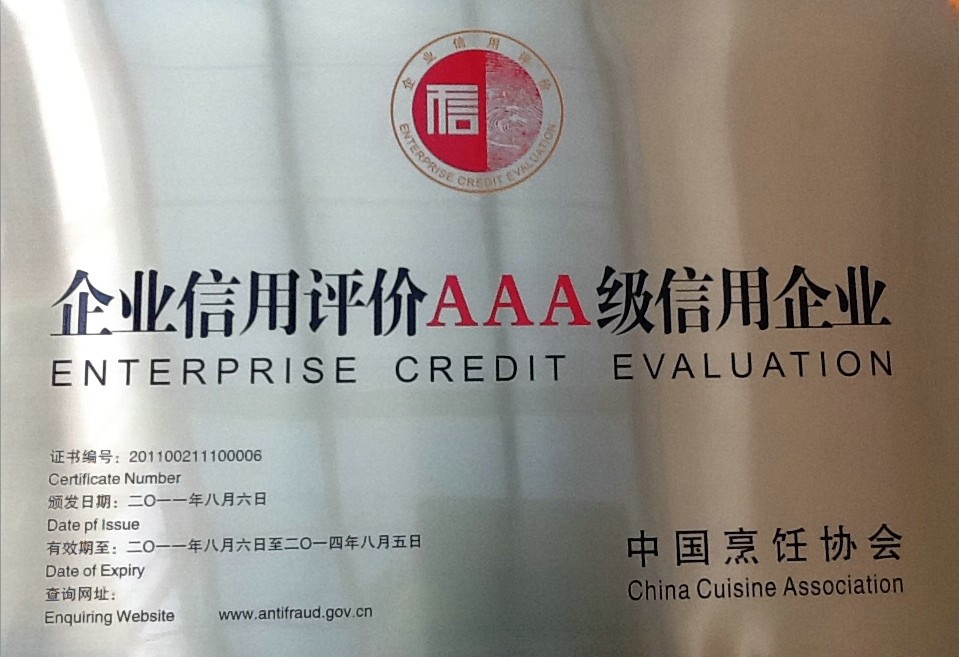 企业信用评价
信
ENTERPRISE CREDIT EVALUATION
企业信用评价AAA级信用企业
ENTERPRISE CREDIT EVALUATION
证书编号：201100211100006
Certificate Number
颁发日期：二〇一一年八月六日
Date pf Issue
有效期至：二〇一一年八月六日至二〇一四年八月五日
Date of Expiry
查询网址：
Enquiring Website www.antifraud.gov.cn
中国烹饪协会
China Cuisine Association